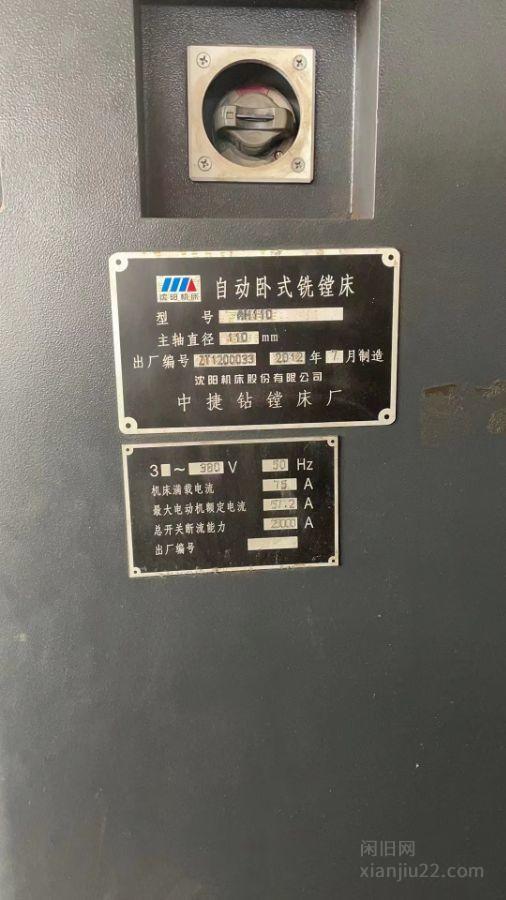 沈阳机床
自动卧式铣镗床
型 号 AH110
主轴直径 110 mm
出厂编号 ZT1200033 2012 年 7 月制造
沈阳机床股份有限公司
中捷钻镗床厂
3 ~ 380 V 50 Hz
机床满载电流 75 A
最大电动机额定电流 51.2 A
总开关断流能力 2000 A
出厂编号
闲旧网
xianjiu22.com